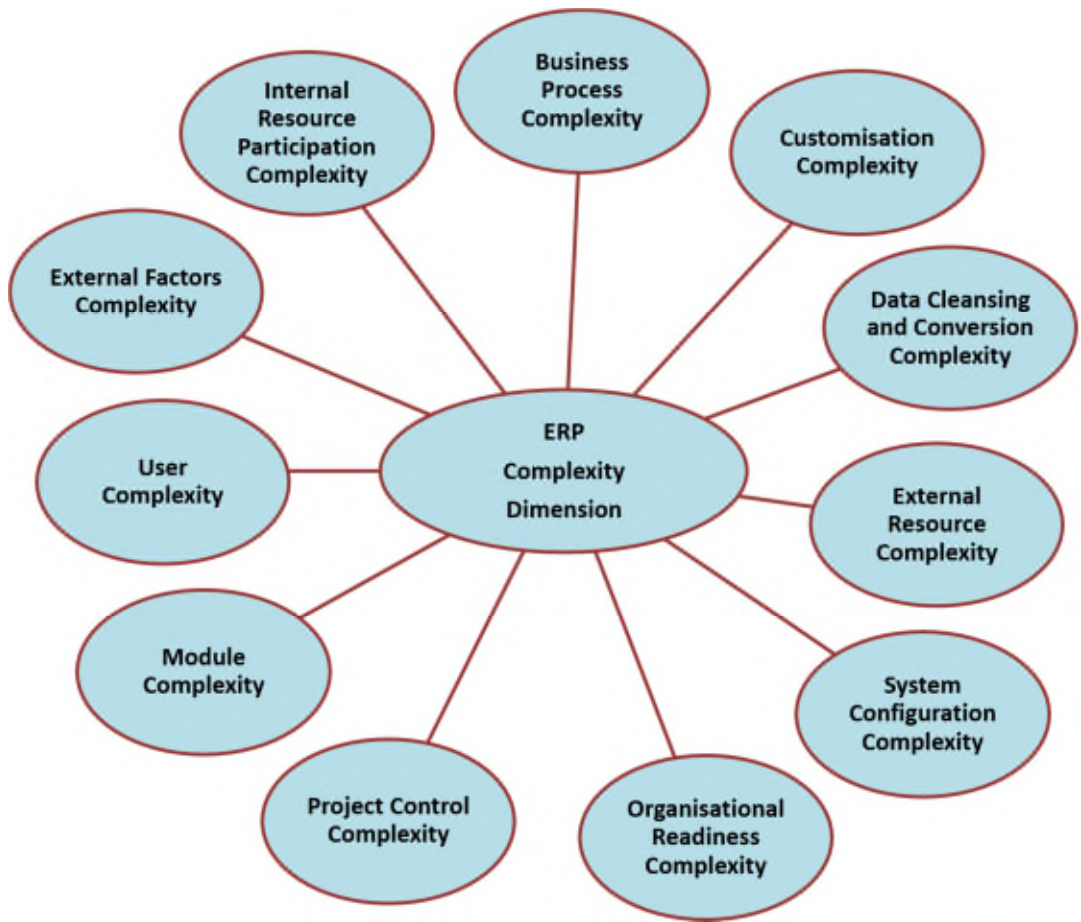 Business
Process
Complexity
Customisation
Complexity
Data Cleansing
and Conversion
Complexity
External
Resource
Complexity
System
Configuration
Complexity
Organisational
Readiness
Complexity
Project Control
Complexity
Module
Complexity
User
Complexity
External Factors
Complexity
Internal
Resource
Participation
Complexity
ERP
Complexity
Dimension